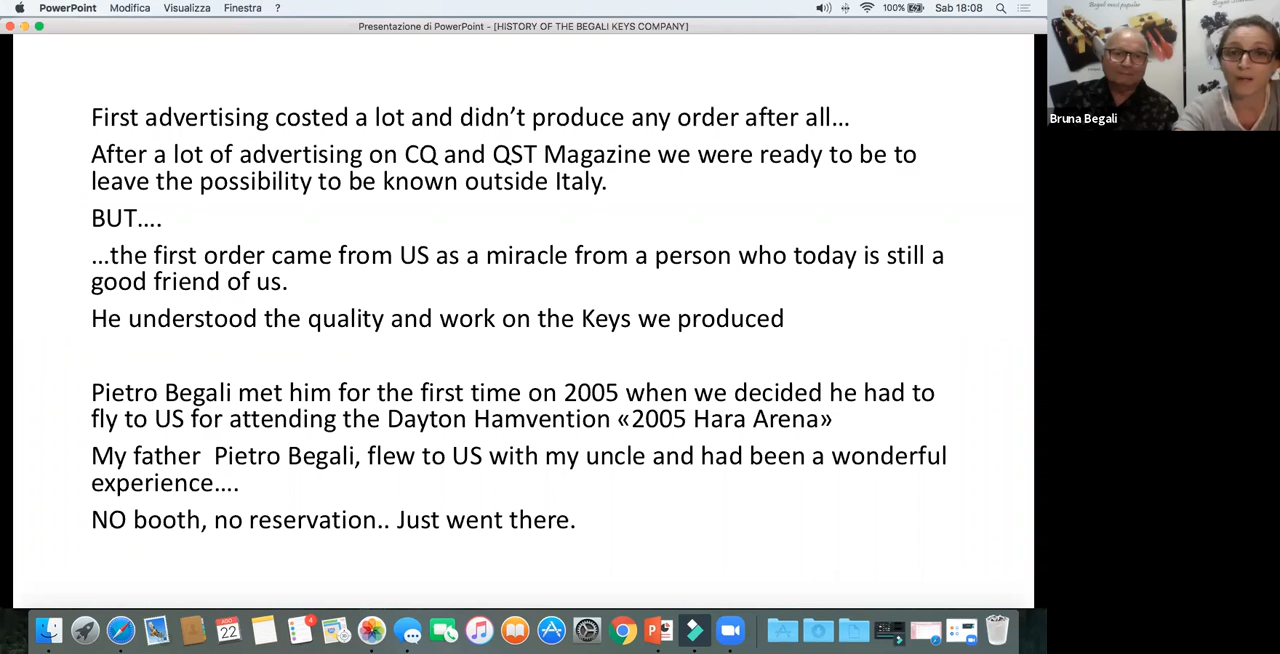 PowerPoint Modifica Visualizza Finestra ? 100% Sab 18:08
Presentazione di PowerPoint - [HISTORY OF THE BEGALI KEYS COMPANY]
First advertising costed a lot and didn’t produce any order after all…
After a lot of advertising on CQ and QST Magazine we were ready to be to
leave the possibility to be known outside Italy.
BUT….
…the first order came from US as a miracle from a person who today is still a
good friend of us.
He understood the quality and work on the Keys we produced
Pietro Begali met him for the first time on 2005 when we decided he had to
fly to US for attending the Dayton Hamvention «2005 Hara Arena»
My father  Pietro Begali, flew to US with my uncle and had been a wonderful
experience….
NO booth, no reservation.. Just went there.
Begali most popular
Bruna Begali
AGO
22
4